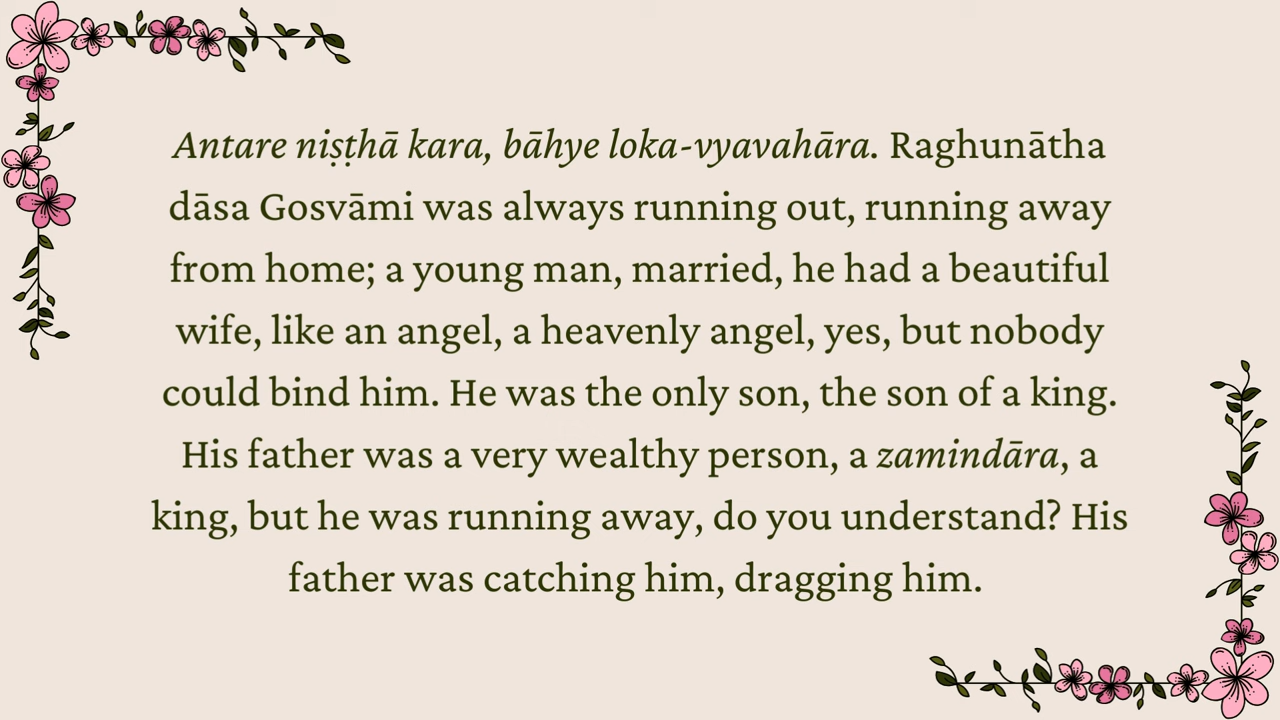 Antare niṣṭhā kara, bāhye loka-vyavahāra. Raghunātha
dāsa Gosvāmi was always running out, running away
from home; a young man, married, he had a beautiful
wife, like an angel, a heavenly angel, yes, but nobody
could bind him. He was the only son, the son of a king.
His father was a very wealthy person, a zamindāra, a
king, but he was running away, do you understand? His
father was catching him, dragging him.